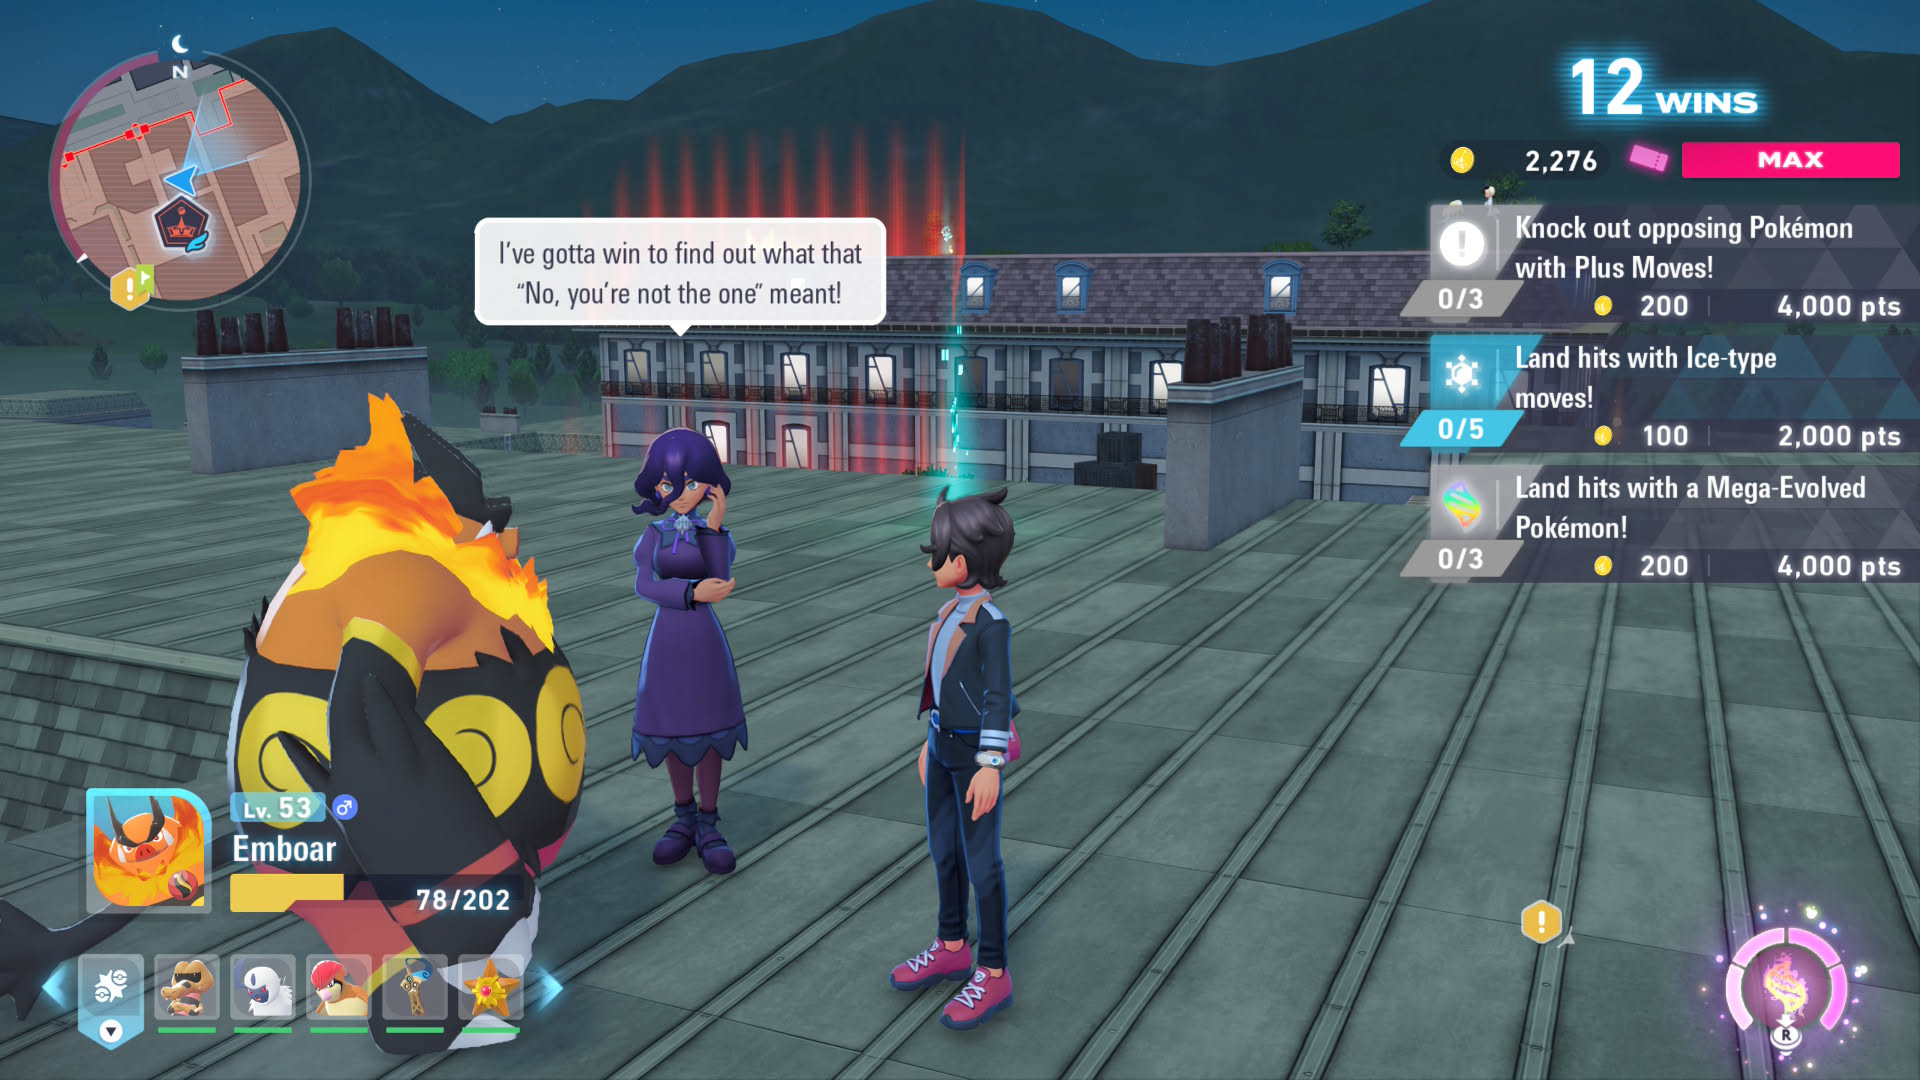 N
12 WINS
2,276
MAX
I've gotta win to find out what that
"No, you're not the one" meant!
Knock out opposing Pokémon
with Plus Moves!
0/3
200
4,000 pts
Land hits with Ice-type
moves!
0/5
100
2,000 pts
Land hits with a Mega-Evolved
Pokémon!
0/3
200
4,000 pts
Lv. 53
Emboar
78/202
R